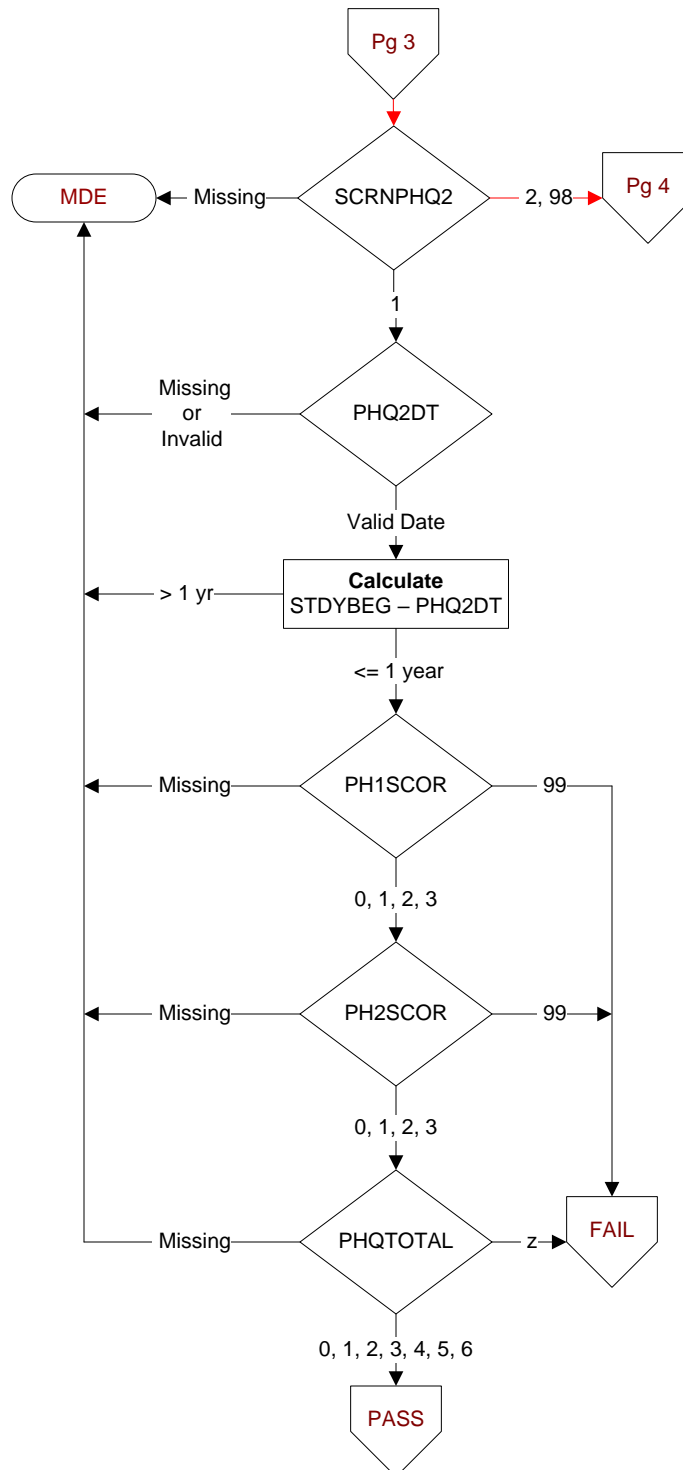 Pg 3
MDE
Missing
SCRNPHQ2
2, 98
Pg 4
1
Missing
or
Invalid
PHQ2DT
Valid Date
> 1 yr
Calculate
STDYBEG – PHQ2DT
<= 1 year
Missing
PH1SCOR
99
0, 1, 2, 3
Missing
PH2SCOR
99
0, 1, 2, 3
Missing
PHQTOTAL
z
FAIL
0, 1, 2, 3, 4, 5, 6
PASS